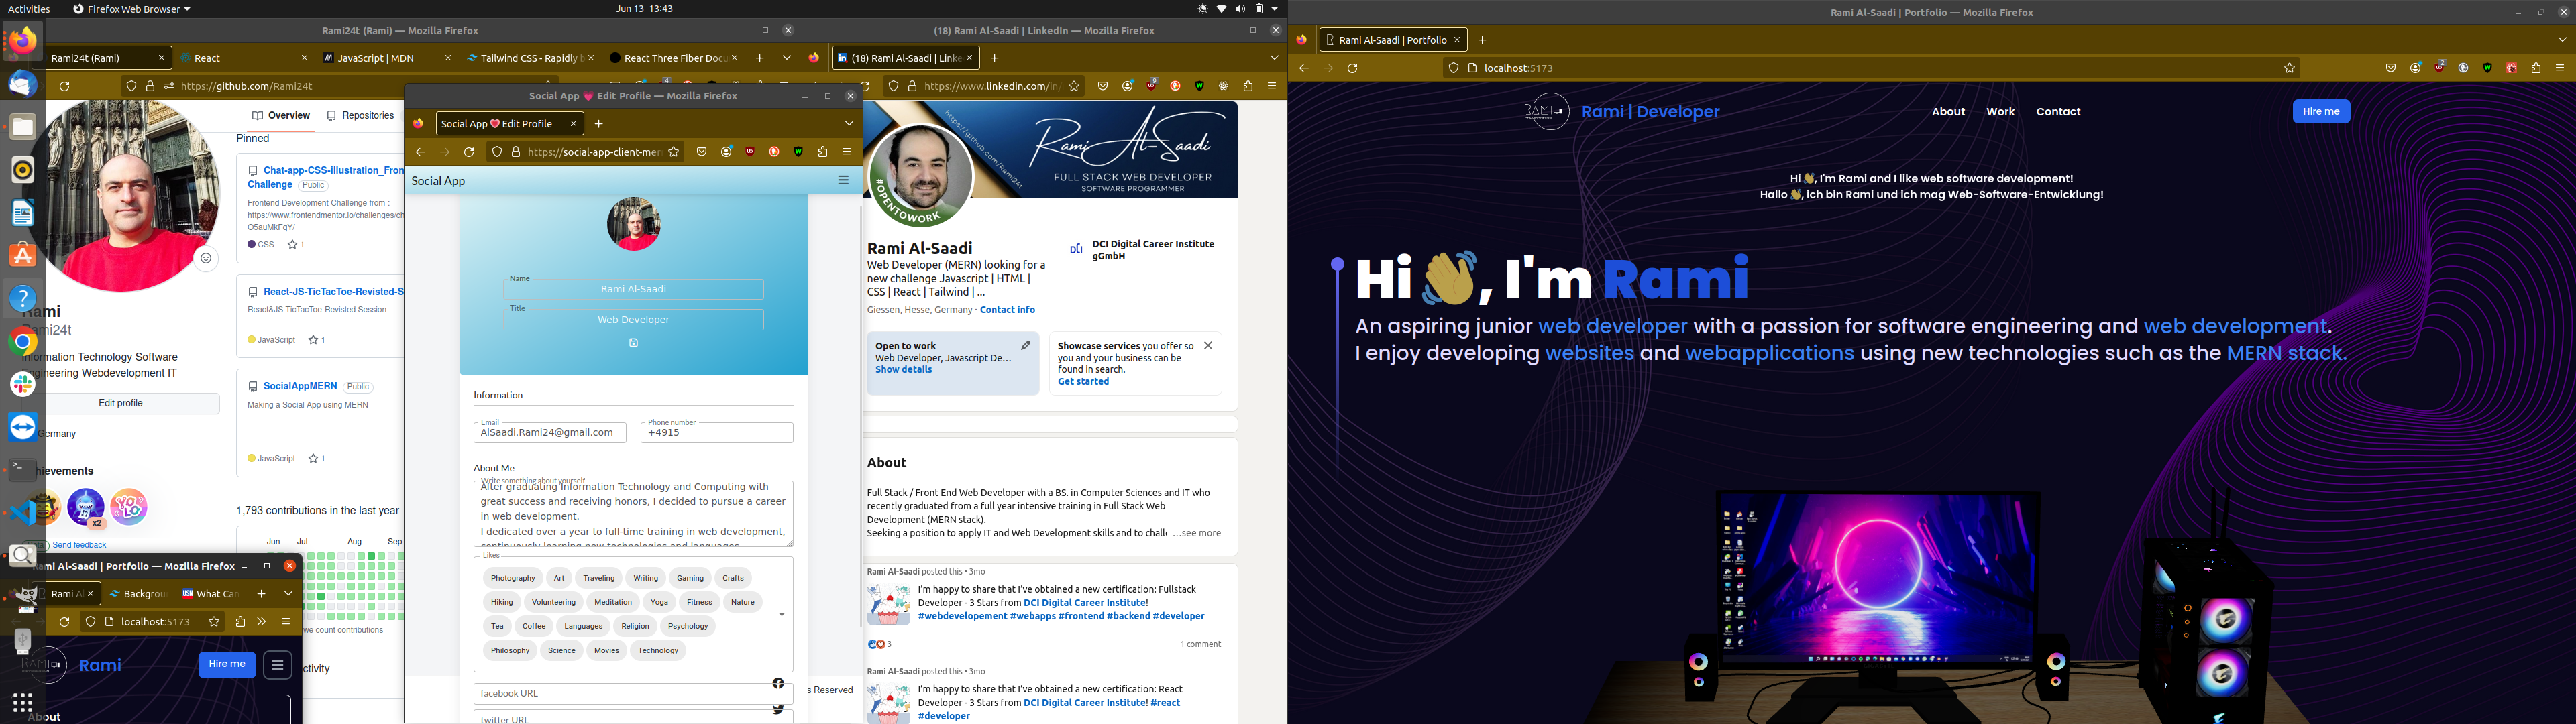 Activities
Firefox Web Browser
Jun 13 13:43
Rami24t (Rami) — Mozilla Firefox
Rami24t (Rami)
React
JavaScript | MDN
Tailwind CSS - Rapidly b
React Three Fiber Docu
https://github.com/Rami24t
Overview
Repositories
Pinned
Chat-app-CSS-illustration_Fron
Challenge
Public
Frontend Development Challenge from :
https://www.frontendmentor.io/challenges/ch
O5auMkFqY/
CSS
1
React-JS-TicTacToe-Revisted-S
React&JS TicTacToe-Revisted Session
JavaScript
1
SocialAppMERN
Public
Making a Social App using MERN
JavaScript
1
Rami
Rami24t
Information Technology Software
Engineering Webdevelopment IT
Edit profile
Germany
hievements
x2
Send feedback
1,793 contributions in the last year
Jun
Jul
Aug
Sep
we count contributions
ctivity
Rami Al-Saadi | Portfolio — Mozilla Firefox
Rami Al
Backgrou
What Can
localhost:5173
Rami
Hire me
About
Social App 💗 Edit Profile — Mozilla Firefox
Social App 💗 Edit Profile
https://social-app-client-mer
Social App
Name
Rami Al-Saadi
Title
Web Developer
Information
Email
AlSaadi.Rami24@gmail.com
Phone number
+4915
About Me
Write something about yourself
After graduating Information Technology and Computing with
great success and receiving honors, I decided to pursue a career
in web development.
I dedicated over a year to full-time training in web development,
continuously learning new technologies and languages
Likes
Photography
Art
Traveling
Writing
Gaming
Crafts
Hiking
Volunteering
Meditation
Yoga
Fitness
Nature
Tea
Coffee
Languages
Religion
Psychology
Philosophy
Science
Movies
Technology
facebook URL
twitter URL
s Reserved
(18) Rami Al-Saadi | LinkedIn — Mozilla Firefox
(18) Rami Al-Saadi | Linke
https://www.linkedin.com/in/
9
https://github.com/Rami24t
Rami Al-Saadi
FULL STACK WEB DEVELOPER
SOFTWARE PROGRAMMER
#OPENTOWORK
Rami Al-Saadi
Web Developer (MERN) looking for a
new challenge Javascript | HTML |
CSS | React | Tailwind | ...
Giessen, Hesse, Germany · Contact info
DCI Digital Career Institute
gGmbH
Open to work
Web Developer, Javascript De…
Show details
Showcase services you offer so
you and your business can be
found in search.
Get started
About
Full Stack / Front End Web Developer with a BS. in Computer Sciences and IT who
recently graduated from a full year intensive training in Full Stack Web
Development (MERN stack).
Seeking a position to apply IT and Web Development skills and to challe …see more
Rami Al-Saadi posted this • 3mo
I'm happy to share that I've obtained a new certification: Fullstack
Developer - 3 Stars from DCI Digital Career Institute!
#webdevelopement #webapps #frontend #backend #developer
3
1 comment
Rami Al-Saadi posted this • 3mo
I'm happy to share that I've obtained a new certification: React
Developer - 3 Stars from DCI Digital Career Institute! #react
#developer
Rami Al-Saadi | Portfolio — Mozilla Firefox
Rami Al-Saadi | Portfolio
localhost:5173
2
RAMI
Rami | Developer
About
Work
Contact
Hire me
Hi 👋, I'm Rami and I like web software development!
Hallo 👋, ich bin Rami und ich mag Web-Software-Entwicklung!
Hi 👋, I'm Rami
An aspiring junior web developer with a passion for software engineering and web development.
I enjoy developing websites and webapplications using new technologies such as the MERN stack.